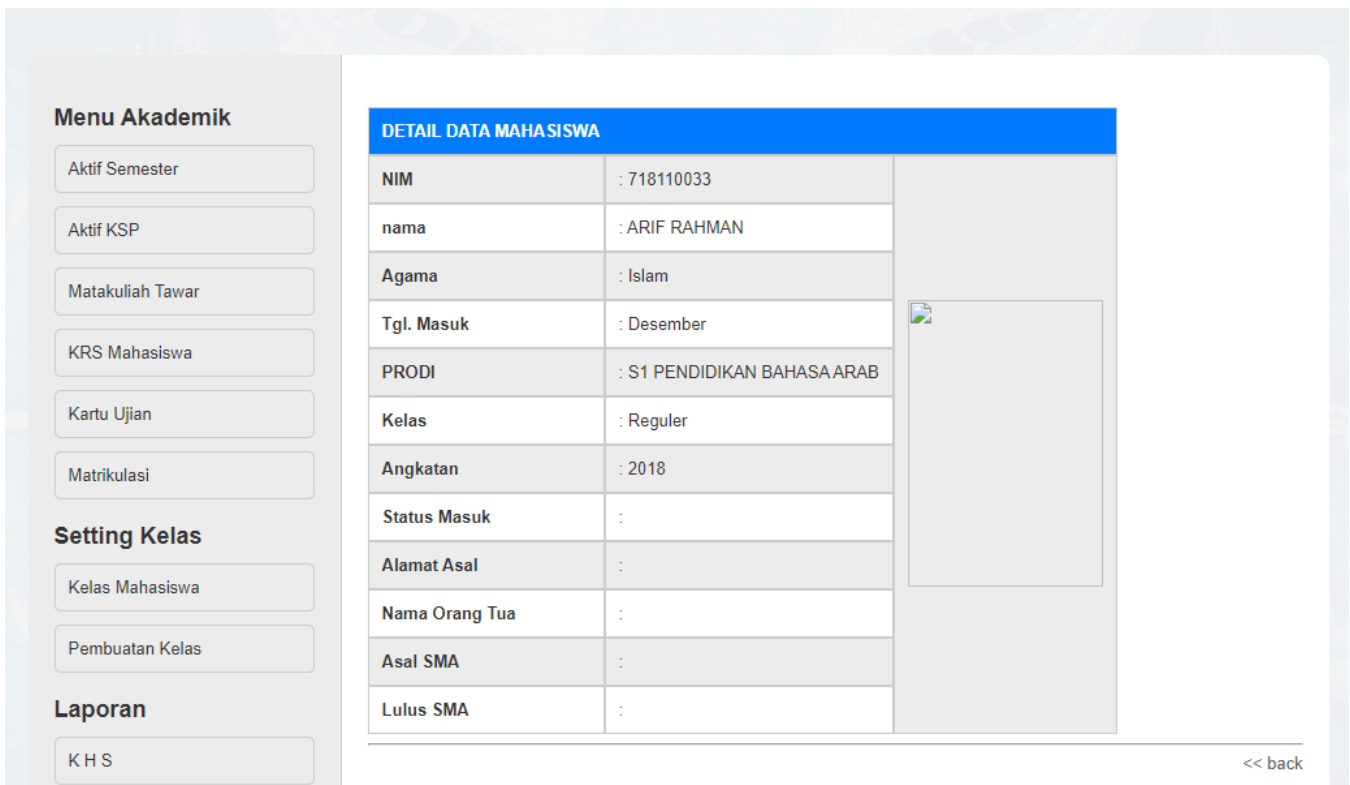 Menu Akademik
Aktif Semester
Aktif KSP
Matakuliah Tawar
KRS Mahasiswa
Kartu Ujian
Matrikulasi
Setting Kelas
Kelas Mahasiswa
Pembuatan Kelas
Laporan
K H S
DETAIL DATA MAHASISWA
NIM : 718110033
nama : ARIF RAHMAN
Agama : Islam
Tgl. Masuk : Desember
PRODI : S1 PENDIDIKAN BAHASA ARAB
Kelas : Reguler
Angkatan : 2018
Status Masuk :
Alamat Asal :
Nama Orang Tua :
Asal SMA :
Lulus SMA :
<< back